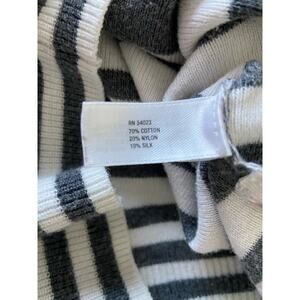 RN 54023
70% COTTON
20% NYLON
10% SILK